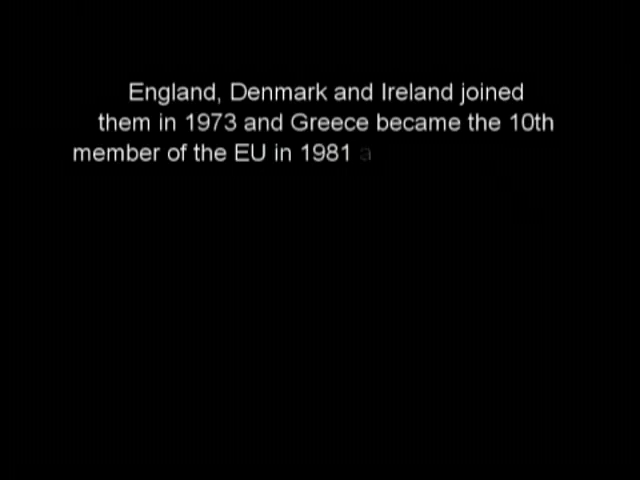 England, Denmark and Ireland joined
them in 1973 and Greece became the 10th
member of the EU in 1981 a